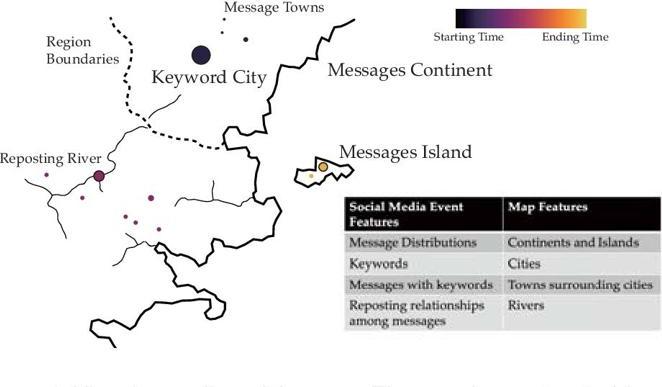 Message Towns
Starting Time Ending Time
Region
Boundaries
Keyword City
Messages Continent
Reposting River
Messages Island
Social Media Event Features Map Features
Message Distributions Continents and Islands
Keywords Cities
Messages with keywords Towns surrounding cities
Reposting relationships among messages Rivers